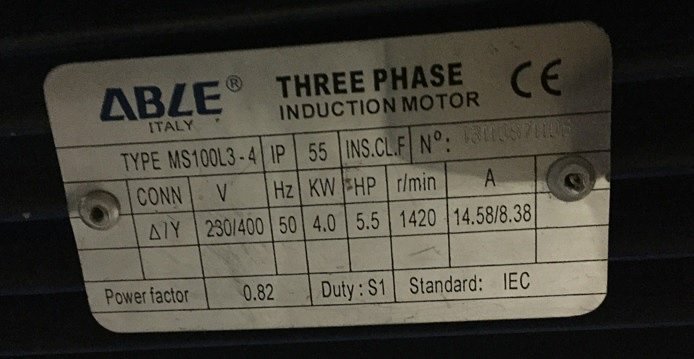 ABLE® THREE PHASE CE
ITALY INDUCTION MOTOR
TYPE MS100L3-4 IP 55 INS.CL.F Nº:
CONN V Hz KW HP r/min A
Δ/Y 230/400 50 4.0 5.5 1420 14.58/8.38
Power factor 0.82 Duty : S1 Standard: IEC